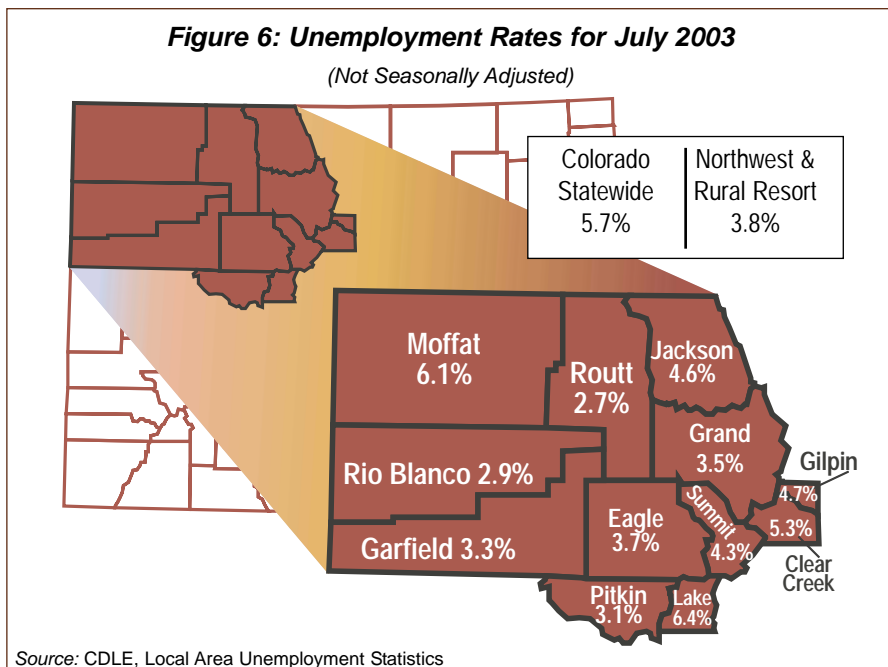 Figure 6: Unemployment Rates for July 2003
(Not Seasonally Adjusted)
Colorado
Statewide
5.7%
Northwest &
Rural Resort
3.8%
Moffat
6.1%
Routt
2.7%
Jackson
4.6%
Grand
3.5%
Gilpin
4.7%
Rio Blanco 2.9%
Summit
4.3%
5.3%
Clear
Creek
Eagle
3.7%
Garfield 3.3%
Pitkin
3.1%
Lake
6.4%
Source: CDLE, Local Area Unemployment Statistics